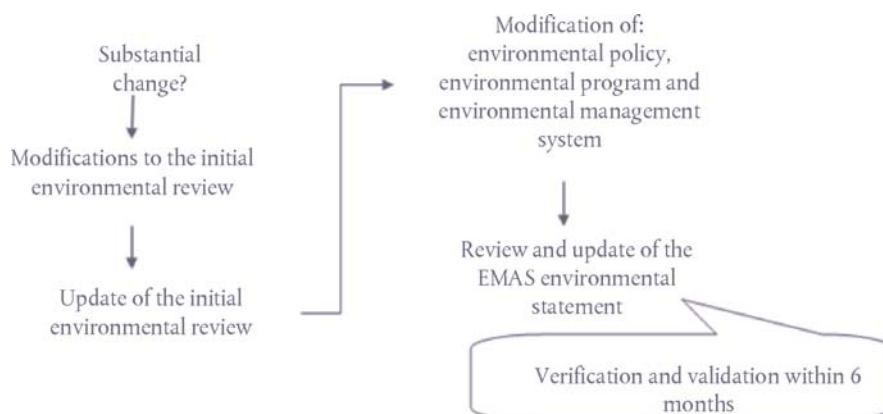 Substantial
change?
Modifications to the initial
environmental review
Update of the initial
environmental review
Modification of:
environmental policy,
environmental program and
environmental management
system
Review and update of the
EMAS environmental
statement
Verification and validation within 6
months